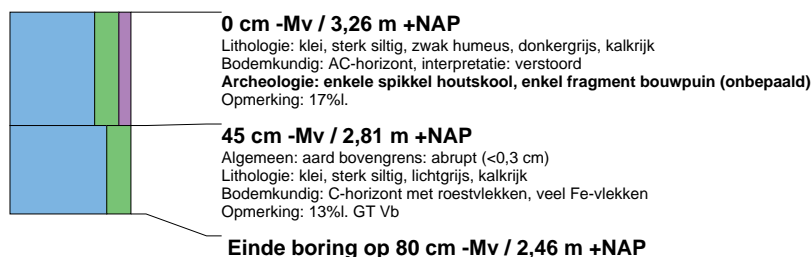 0 cm -Mv / 3,26 m +NAP
Lithologie: klei, sterk siltig, zwak humeus, donkergrijs, kalkrijk
Bodemkundig: AC-horizont, interpretatie: verstoord
Archeologie: enkele spikkel houtskool, enkel fragment bouwpuin (onbepaald)
Opmerking: 17%l.
45 cm -Mv / 2,81 m +NAP
Algemeen: aard bovengrens: abrupt (<0,3 cm)
Lithologie: klei, sterk siltig, lichtgrijs, kalkrijk
Bodemkundig: C-horizont met roestvlekken, veel Fe-vlekken
Opmerking: 13%l. GT Vb
Einde boring op 80 cm -Mv / 2,46 m +NAP